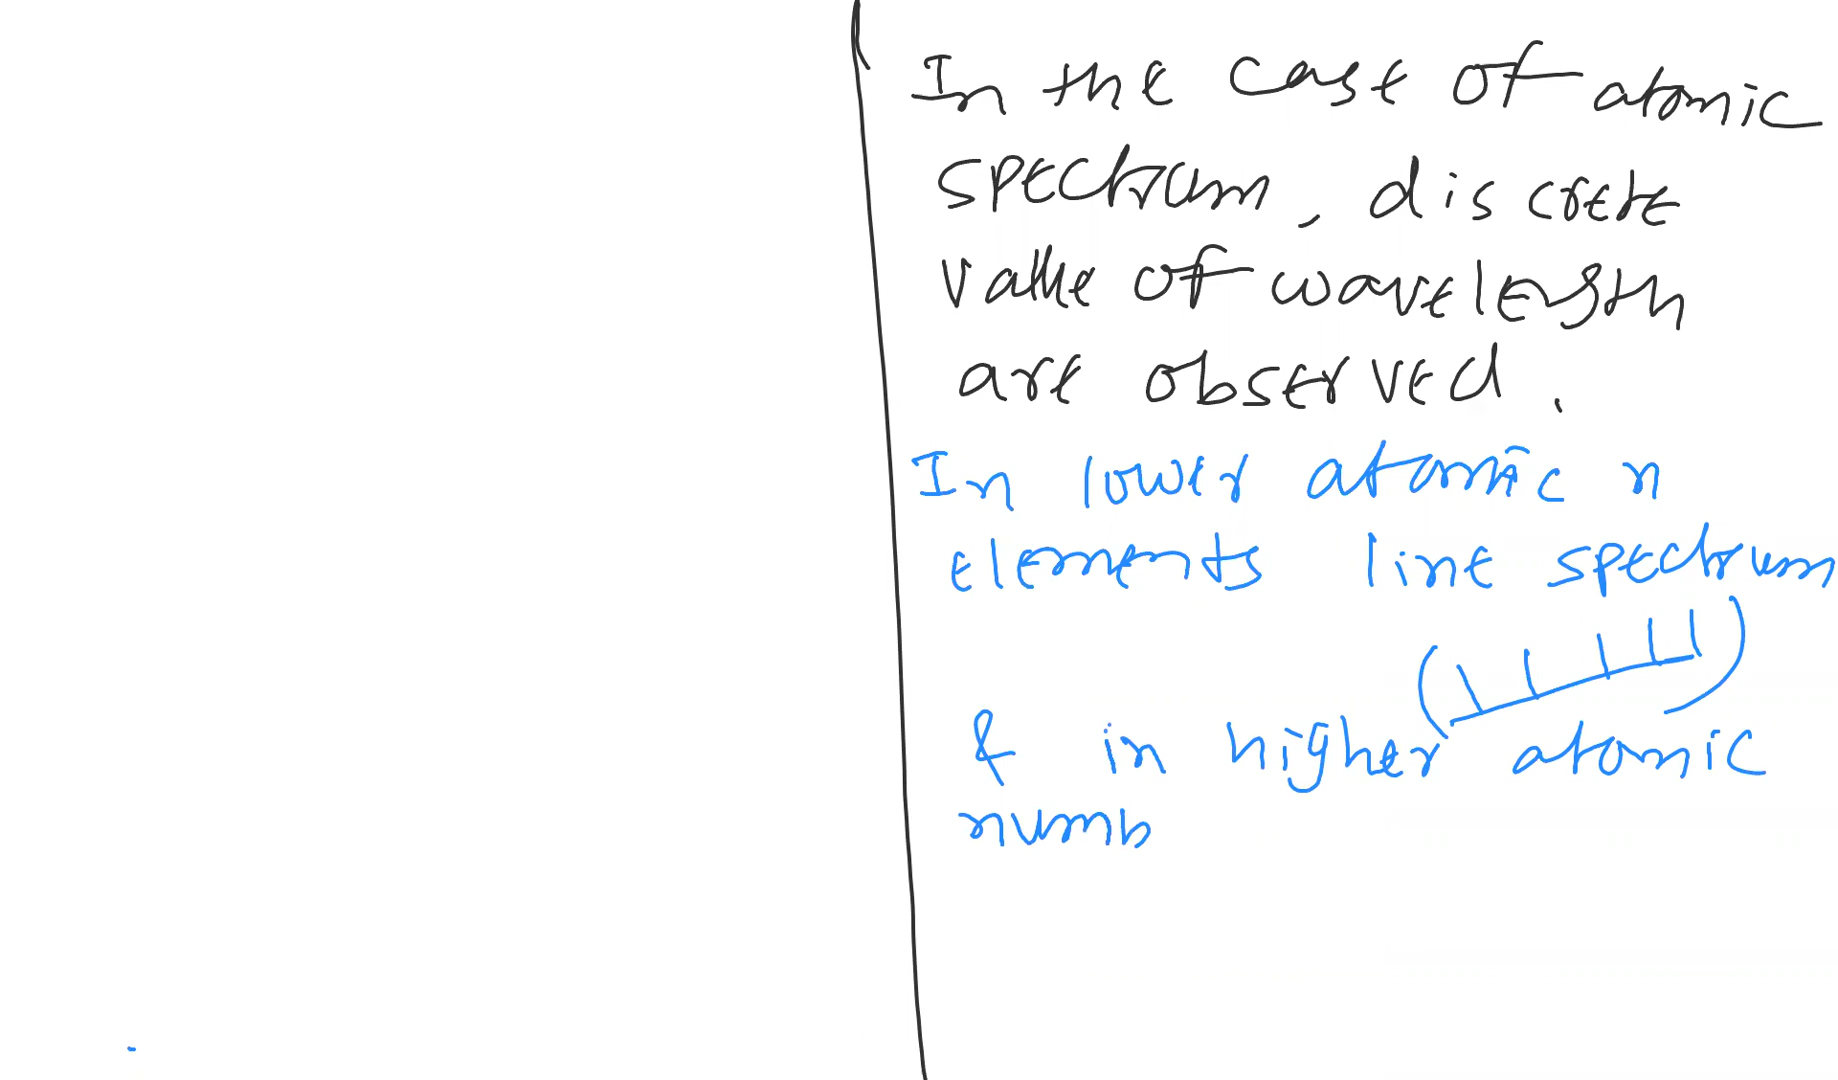 In the case of atomic
spectrum, discrete
value of wavelength
are observed.
In lower atomic n
elements line spectrum
& in higher atomic
numb